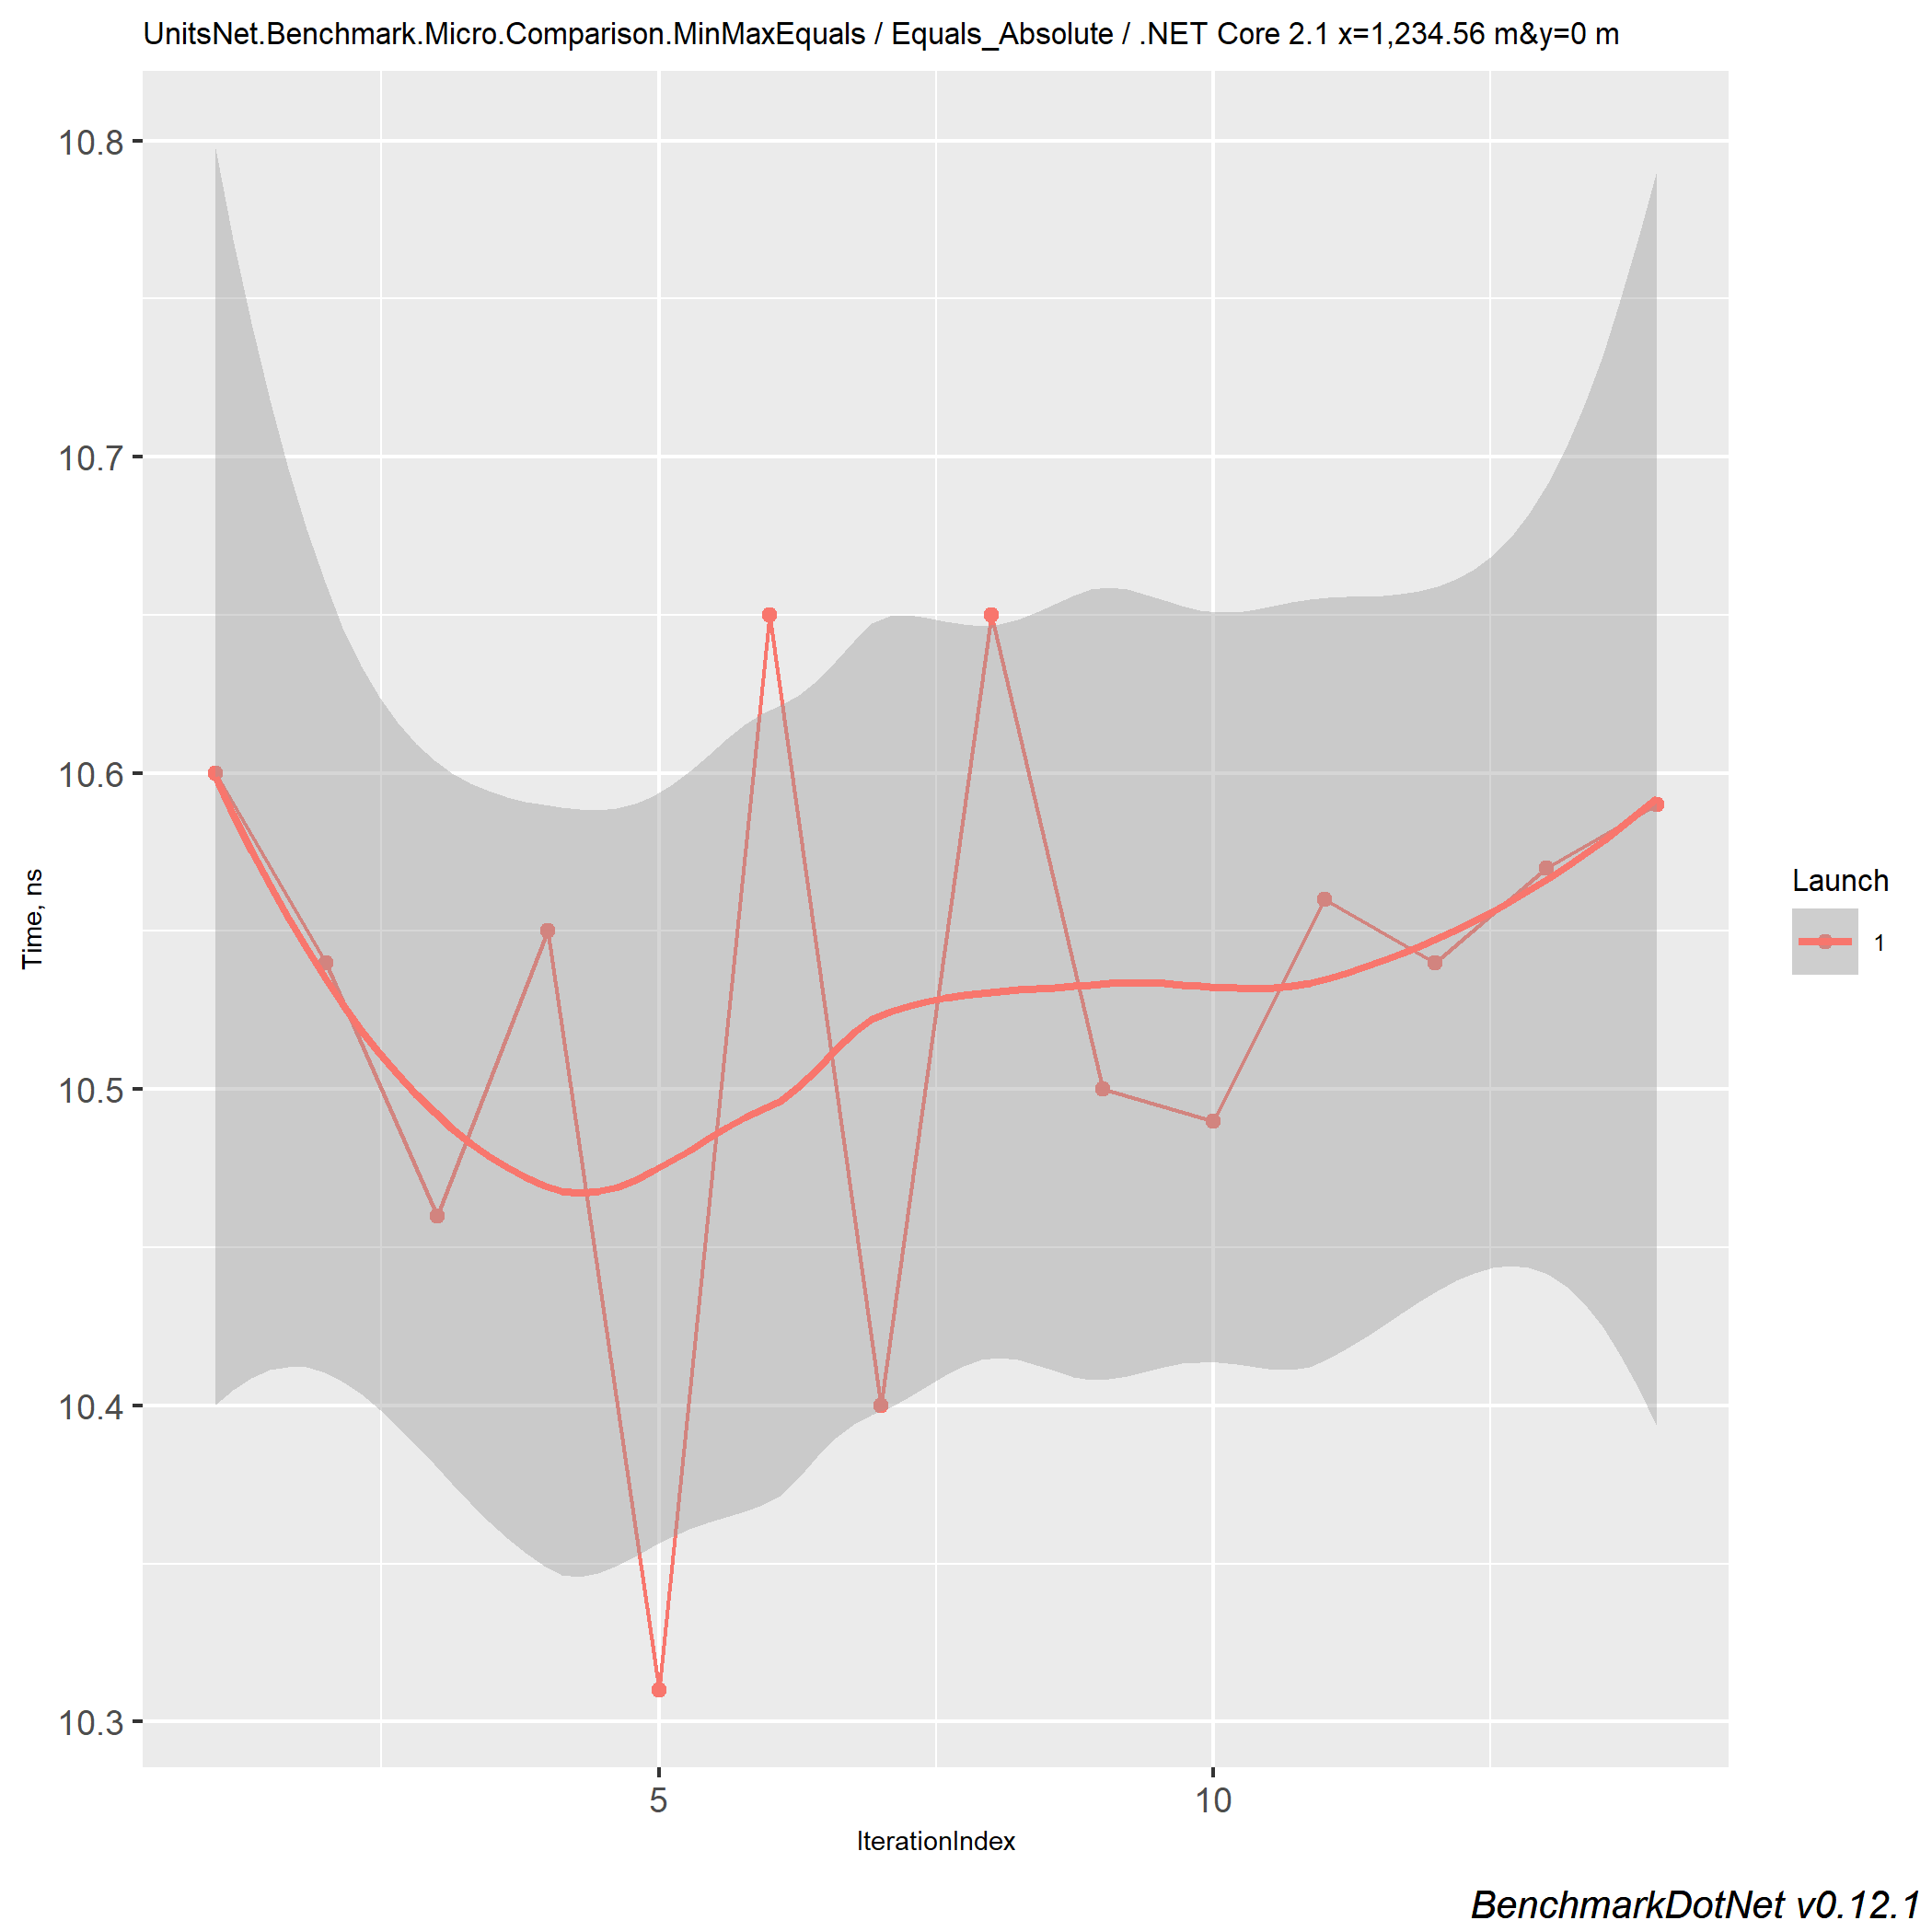 UnitsNet.Benchmark.Micro.Comparison.MinMaxEquals / Equals_Absolute / .NET Core 2.1 x=1,234.56 m&y=0 m
10.8
10.7
10.6
10.5
10.4
10.3
Time, ns
5
10
IterationIndex
Launch
1
BenchmarkDotNet v0.12.1